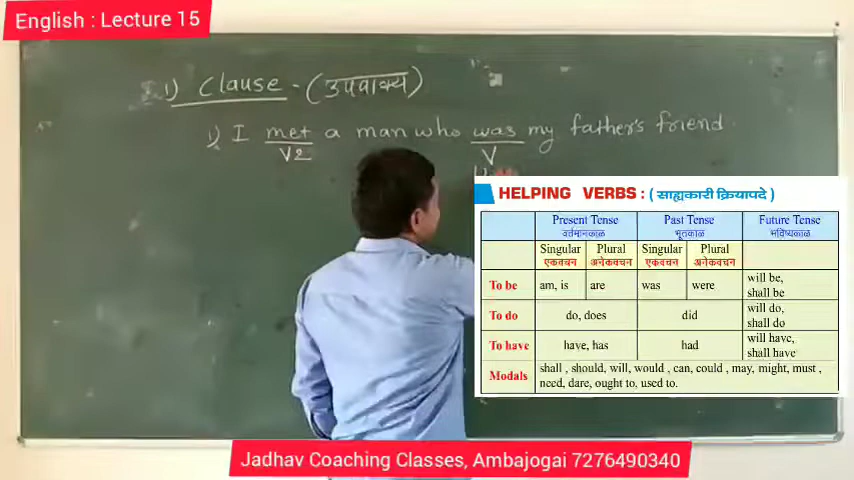 English : Lecture 15
1) Clause - (उपवाक्य)
1) I met a man who was my father's friend.
V2 V
HELPING VERBS : ( साह्यकारी क्रियापदे )
Present Tense Past Tense Future Tense
वर्तमानकाळ भूतकाळ भविष्यकाळ
Singular Plural Singular Plural
एकवचन अनेकवचन एकवचन अनेकवचन
To be am, is are was were will be, shall be
To do do, does did will do, shall do
To have have, has had will have, shall have
Modals shall , should, will, would , can, could , may, might, must ,
need, dare, ought to, used to.
Jadhav Coaching Classes, Ambajogai 7276490340